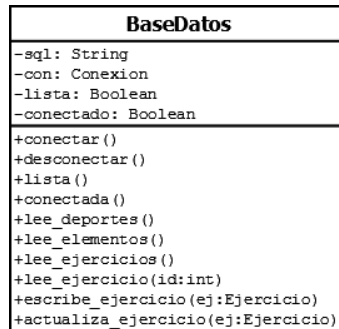 BaseDatos
-sql: String
-con: Conexion
-lista: Boolean
-conectado: Boolean
+conectar()
+desconectar()
+lista()
+conectada()
+lee_deportes()
+lee_elementos()
+lee_ejercicios()
+lee_ejercicio(id:int)
+escribe_ejercicio(ej:Ejercicio)
+actualiza_ejercicio(ej:Ejercicio)